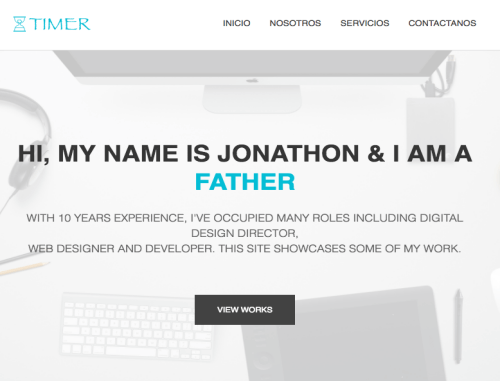 TIMER
INICIO NOSOTROS SERVICIOS CONTACTANOS
HI, MY NAME IS JONATHON & I AM A
FATHER
WITH 10 YEARS EXPERIENCE, I'VE OCCUPIED MANY ROLES INCLUDING DIGITAL
DESIGN DIRECTOR,
WEB DESIGNER AND DEVELOPER. THIS SITE SHOWCASES SOME OF MY WORK.
VIEW WORKS